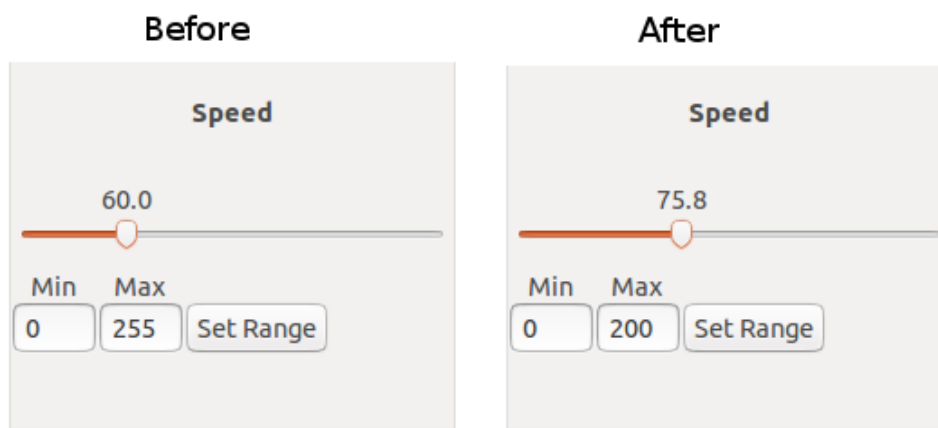 Before
Speed
60.0
Min Max
0 255 Set Range
After
Speed
75.8
Min Max
0 200 Set Range